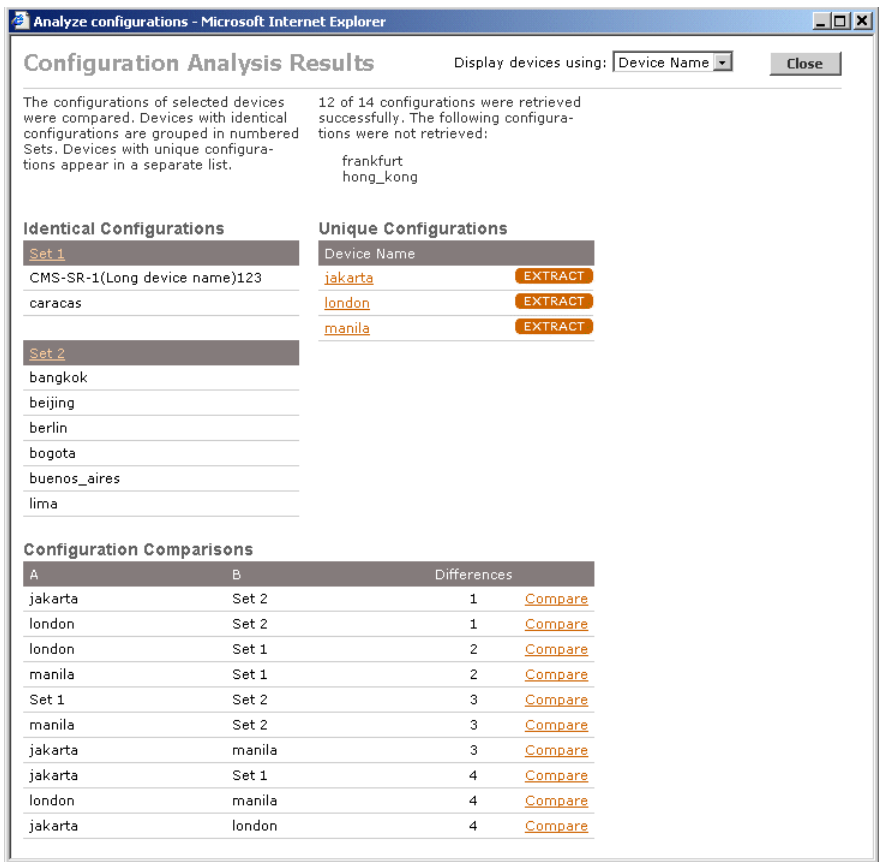 Analyze configurations - Microsoft Internet Explorer
Configuration Analysis Results
Display devices using: Device Name
Close
The configurations of selected devices
were compared. Devices with identical
configurations are grouped in numbered
Sets. Devices with unique configura-
tions appear in a separate list.
12 of 14 configurations were retrieved
successfully. The following configura-
tions were not retrieved:
frankfurt
hong_kong
Identical Configurations
Set 1
CMS-SR-1(Long device name)123
caracas
Set 2
bangkok
beijing
berlin
bogota
buenos_aires
lima
Unique Configurations
Device Name
jakarta EXTRACT
london EXTRACT
manila EXTRACT
Configuration Comparisons
A B Differences
jakarta Set 2 1 Compare
london Set 2 1 Compare
london Set 1 2 Compare
manila Set 1 2 Compare
Set 1 Set 2 3 Compare
manila Set 2 3 Compare
jakarta manila 3 Compare
jakarta Set 1 4 Compare
london manila 4 Compare
jakarta london 4 Compare